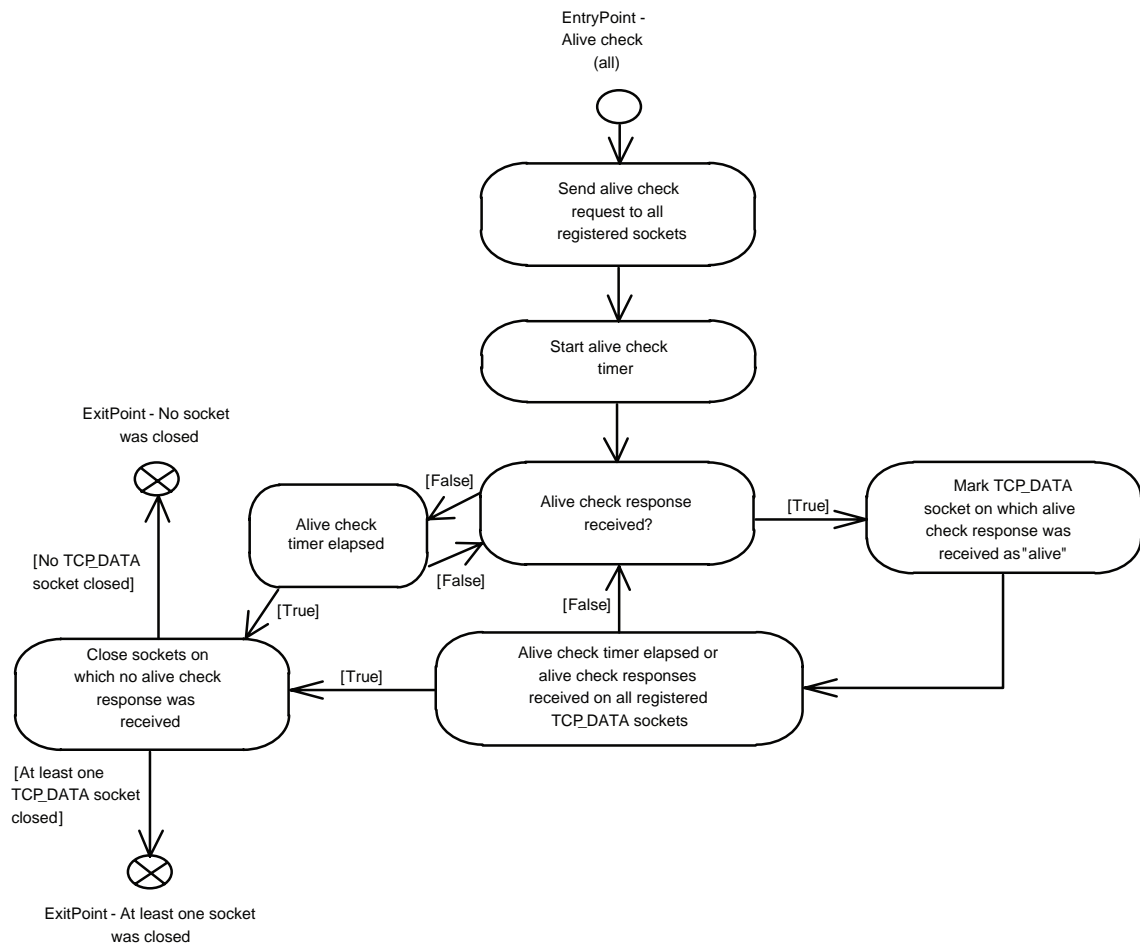 EntryPoint -
Alive check
(all)
Send alive check
request to all
registered sockets
Start alive check
timer
ExitPoint - No socket
was closed
[False]
Alive check response
received?
[True]
Mark TCP_DATA
socket on which alive
check response was
received as "alive"
Alive check
timer elapsed
[False]
[No TCP_DATA
socket closed]
[True]
[False]
Close sockets on
which no alive check
response was
received
[True]
Alive check timer elapsed or
alive check responses
received on all registered
TCP_DATA sockets
[At least one
TCP_DATA socket
closed]
ExitPoint - At least one socket
was closed